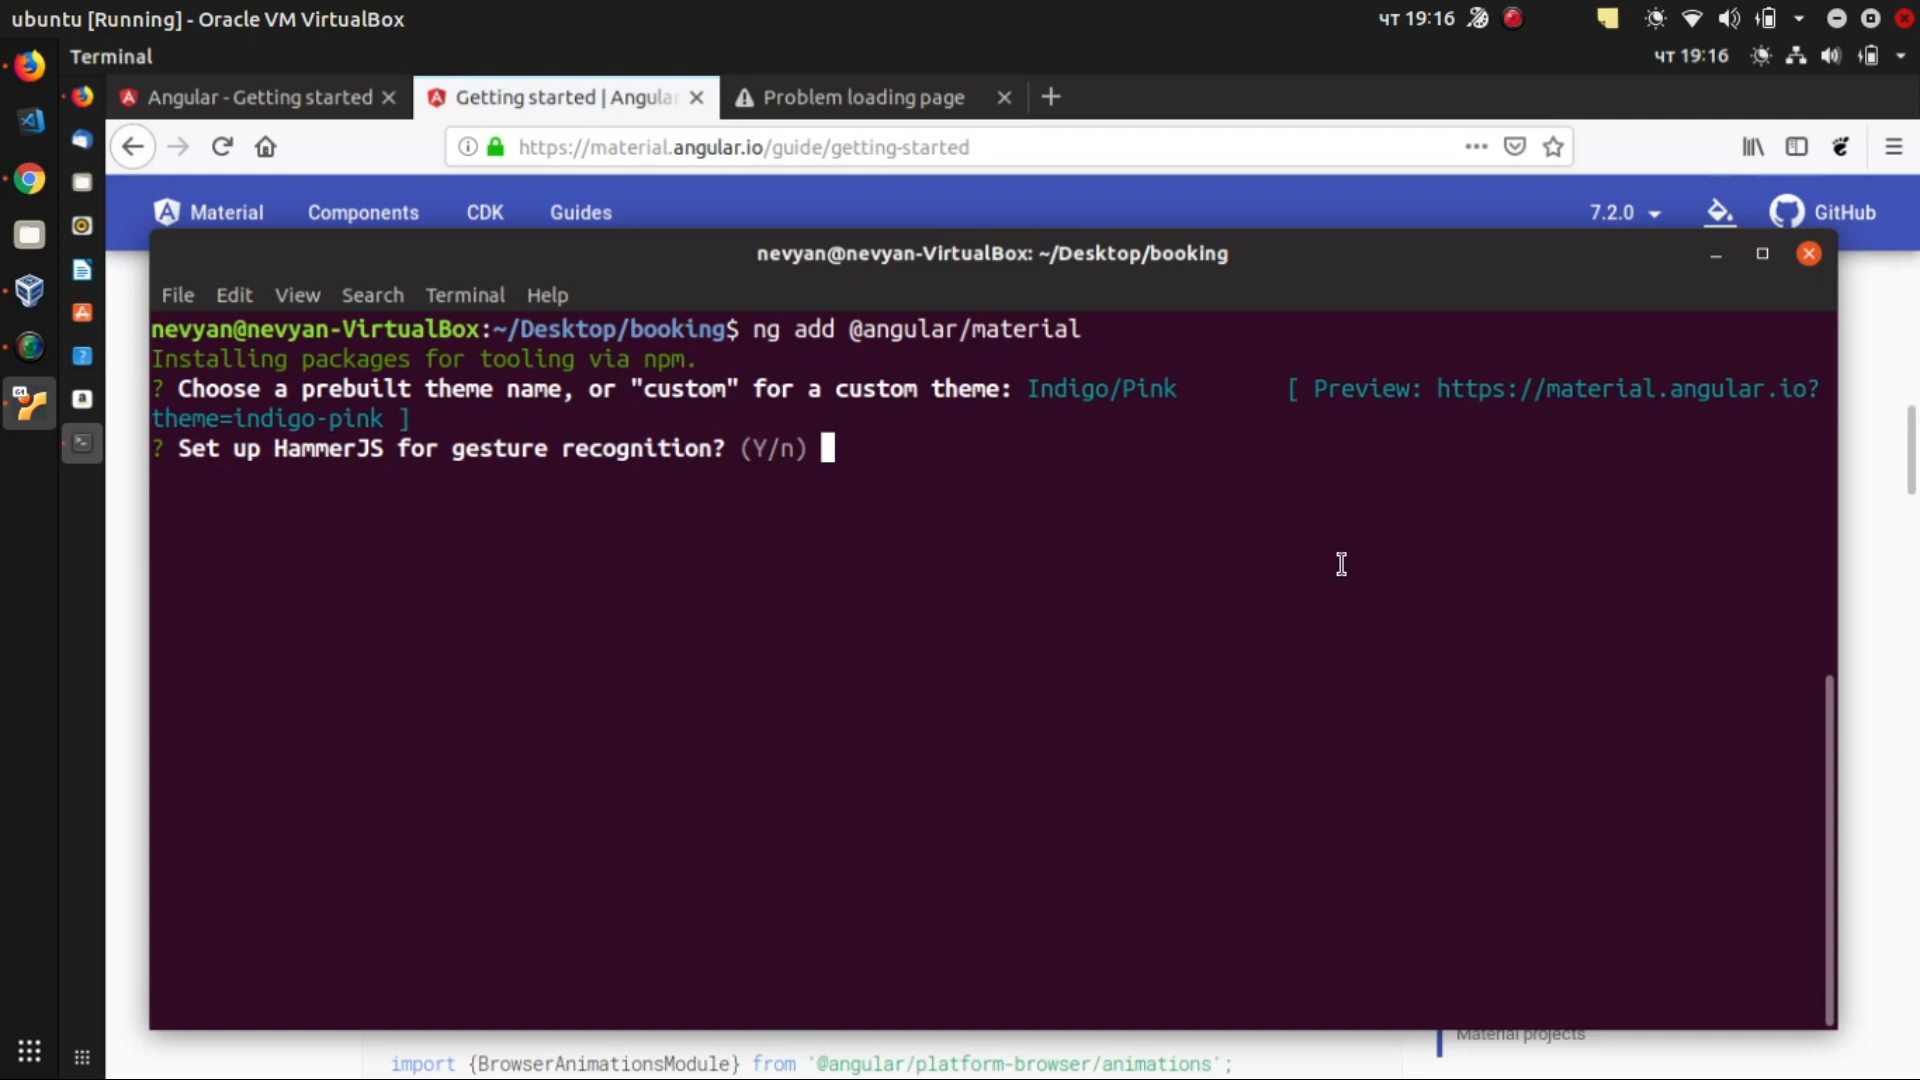 ubuntu [Running] - Oracle VM VirtualBox
чт 19:16
Terminal
чт 19:16
Angular - Getting started
Getting started | Angular
Problem loading page
https://material.angular.io/guide/getting-started
Material Components CDK Guides
7.2.0 GitHub
nevyan@nevyan-VirtualBox: ~/Desktop/booking
File Edit View Search Terminal Help
nevyan@nevyan-VirtualBox:~/Desktop/booking$ ng add @angular/material
Installing packages for tooling via npm.
? Choose a prebuilt theme name, or "custom" for a custom theme: Indigo/Pink [ Preview: https://material.angular.io?
theme=indigo-pink ]
? Set up HammerJS for gesture recognition? (Y/n)
Material projects
import {BrowserAnimationsModule} from '@angular/platform-browser/animations';